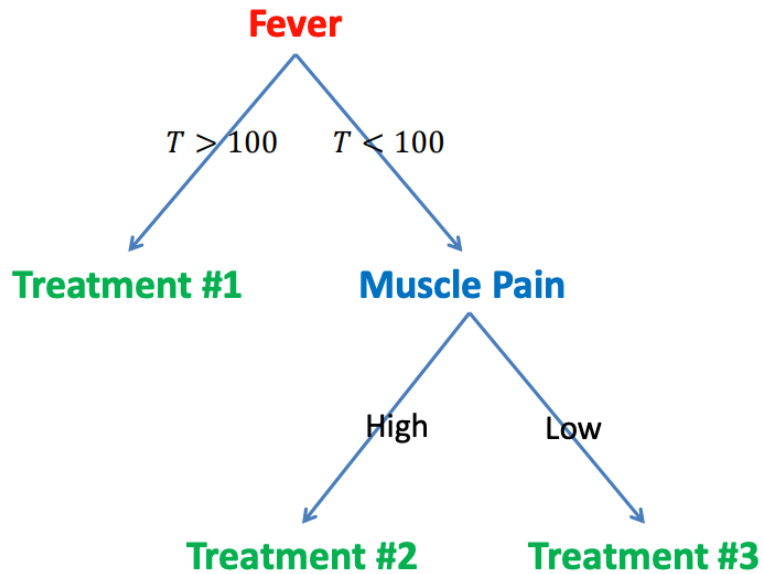 Fever
T > 100 T < 100
Treatment #1 Muscle Pain
High Low
Treatment #2 Treatment #3